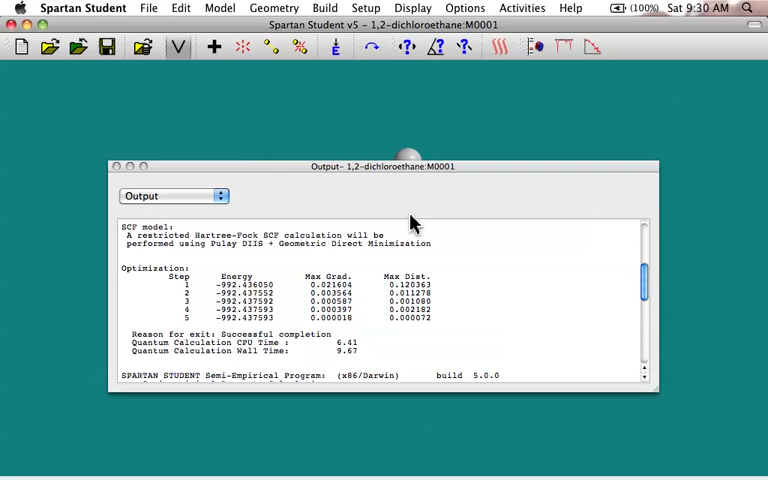 Spartan Student File Edit Model Geometry Build Setup Display Options Activities Help (100%) Sat 9:30 AM
Spartan Student v5 - 1,2-dichloroethane:M0001
Output- 1,2-dichloroethane:M0001
Output
SCF model:
A restricted Hartree-Fock SCF calculation will be
performed using Pulay DIIS + Geometric Direct Minimization
Optimization:
Step Energy Max Grad. Max Dist.
1 -992.436050 0.021604 0.120363
2 -992.437552 0.003564 0.011278
3 -992.437592 0.000587 0.001080
4 -992.437593 0.000397 0.002182
5 -992.437593 0.000018 0.000072
Reason for exit: Successful completion
Quantum Calculation CPU Time : 6.41
Quantum Calculation Wall Time: 9.67
SPARTAN STUDENT Semi-Empirical Program: (x86/Darwin) build 5.0.0